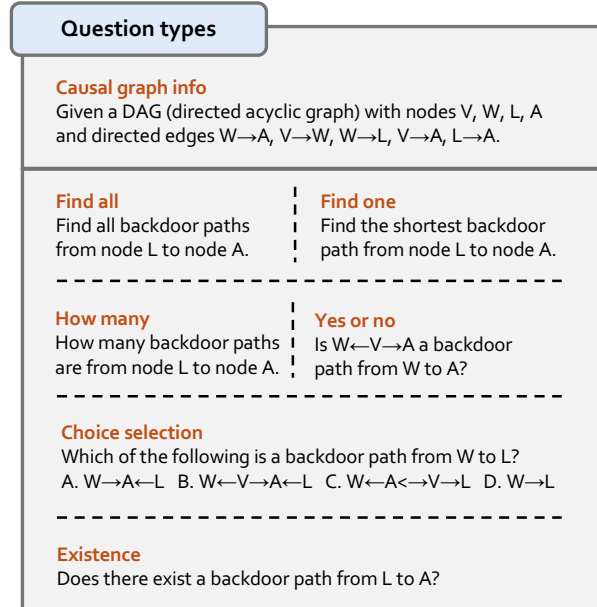 Question types
Causal graph info
Given a DAG (directed acyclic graph) with nodes V, W, L, A
and directed edges W→A, V→W, W→L, V→A, L→A.
Find all
Find all backdoor paths
from node L to node A.
Find one
Find the shortest backdoor
path from node L to node A.
How many
How many backdoor paths
are from node L to node A.
Yes or no
Is W←V→A a backdoor
path from W to A?
Choice selection
Which of the following is a backdoor path from W to L?
A. W→A←L B. W←V→A←L C. W←A<→V→L D. W→L
Existence
Does there exist a backdoor path from L to A?